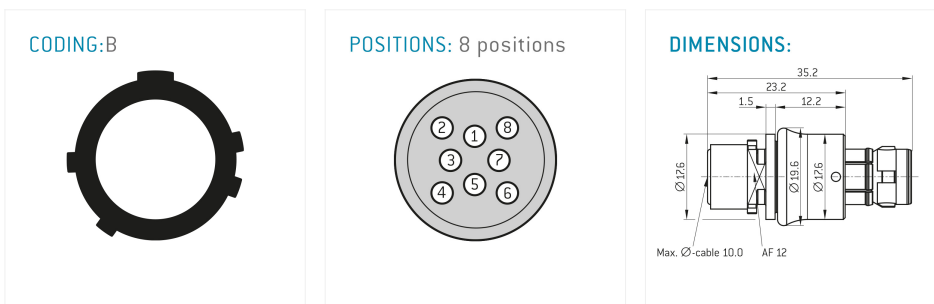 CODING:B
POSITIONS: 8 positions
2
1
8
3
7
4
5
6
DIMENSIONS:
35.2
23.2
1.5
12.2
Ø 17.6
Ø 19.6
Ø 17.6
Max. Ø-cable 10.0
AF 12